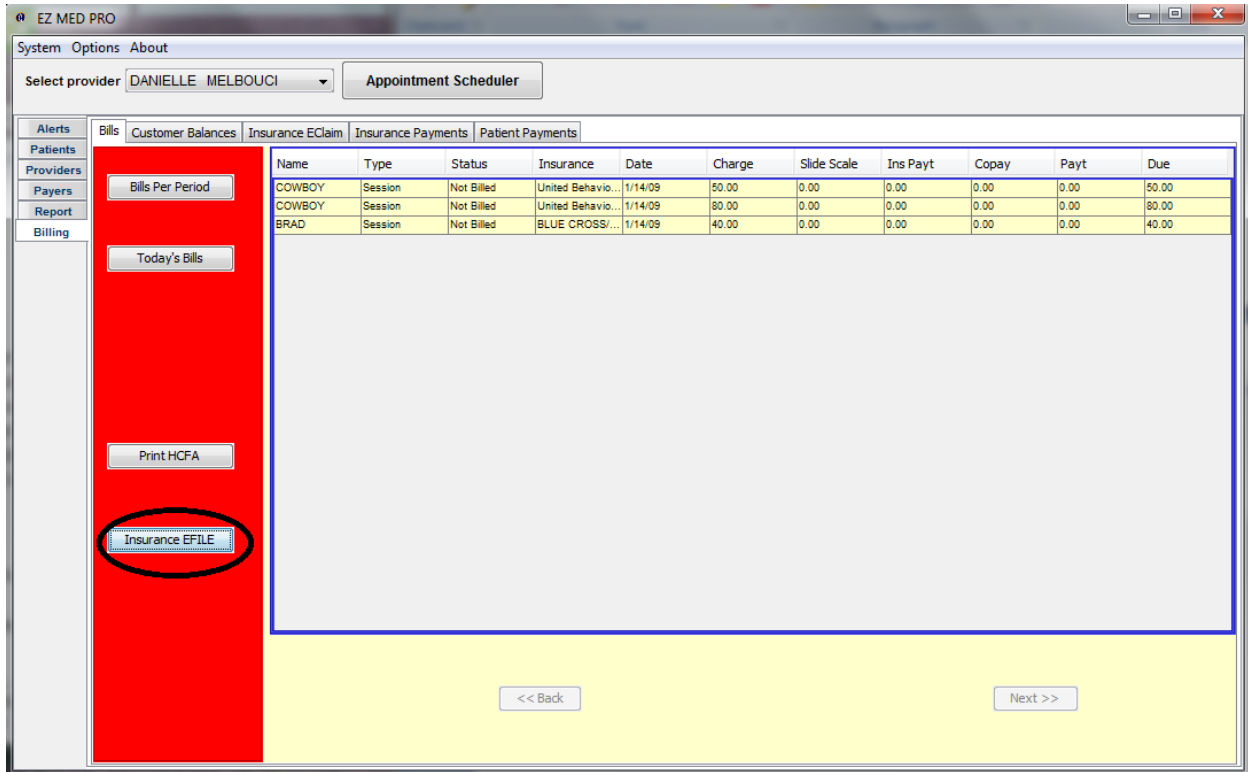 EZ MED PRO
System Options About
Select provider DANIELLE MELBOUCI Appointment Scheduler
Alerts
Patients
Providers
Payers
Report
Billing
Bills Customer Balances Insurance EClaim Insurance Payments Patient Payments
Bills Per Period
Today's Bills
Print HCFA
Insurance EFILE
Name Type Status Insurance Date Charge Slide Scale Ins Payt Copay Payt Due
COWBOY Session Not Billed United Behavio... 1/14/09 50.00 0.00 0.00 0.00 0.00 50.00
COWBOY Session Not Billed United Behavio... 1/14/09 80.00 0.00 0.00 0.00 0.00 80.00
BRAD Session Not Billed BLUE CROSS/... 1/14/09 40.00 0.00 0.00 0.00 0.00 40.00
<< Back Next >>